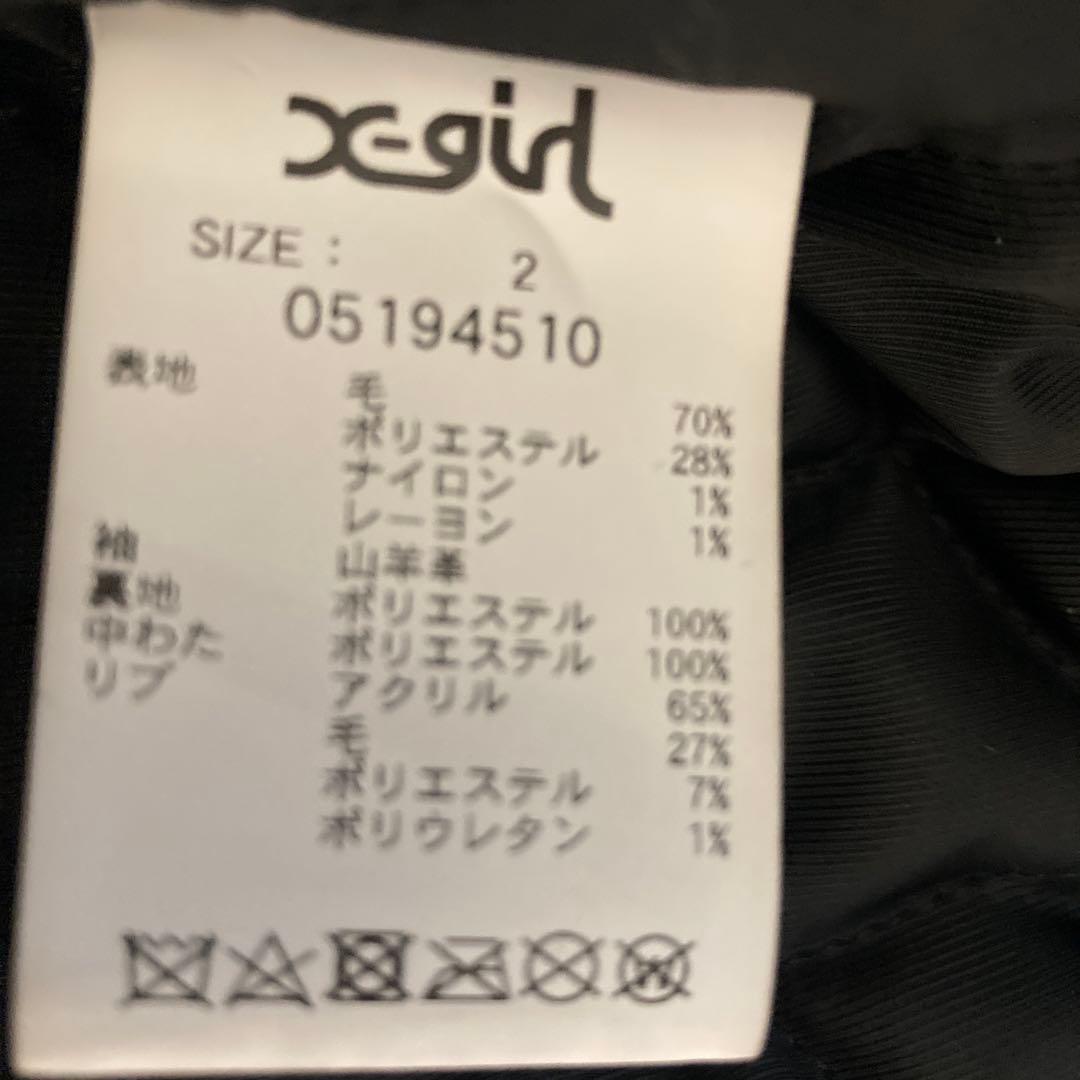 X-girl
SIZE : 2
05194510
表地 毛 70%
ポリエステル 28%
ナイロン 1%
レーヨン 1%
袖 山羊革
裏地 ポリエステル 100%
中わた ポリエステル 100%
リブ アクリル 65%
毛 27%
ポリエステル 7%
ポリウレタン 1%
W